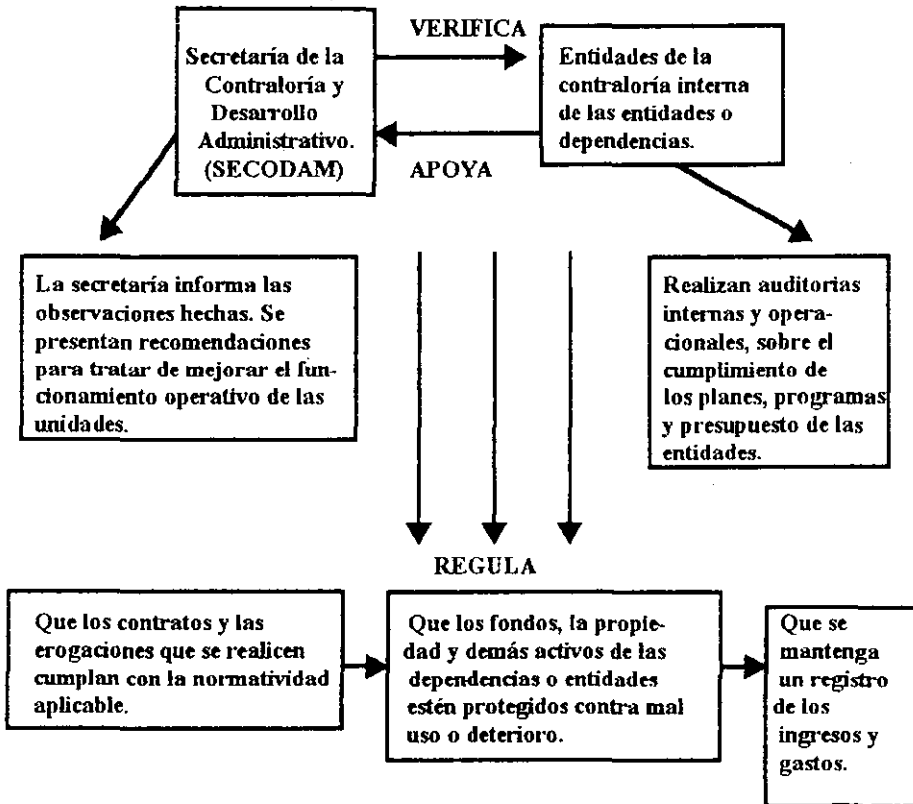 VERIFICA
Secretaría de la
Contraloría y
Desarrollo
Administrativo.
(SECODAM)
Entidades de la
contraloría interna
de las entidades o
dependencias.
APOYA
La secretaría informa las
observaciones hechas. Se
presentan recomendaciones
para tratar de mejorar el fun-
cionamiento operativo de las
unidades.
Realizan auditorias
internas y opera-
cionales, sobre el
cumplimiento de
los planes, programas
y presupuesto de las
entidades.
REGULA
Que los contratos y las
erogaciones que se realicen
cumplan con la normatividad
aplicable.
Que los fondos, la propie-
dad y demás activos de las
dependencias o entidades
estén protegidos contra mal
uso o deterioro.
Que se
mantenga
un registro
de los
ingresos y
gastos.